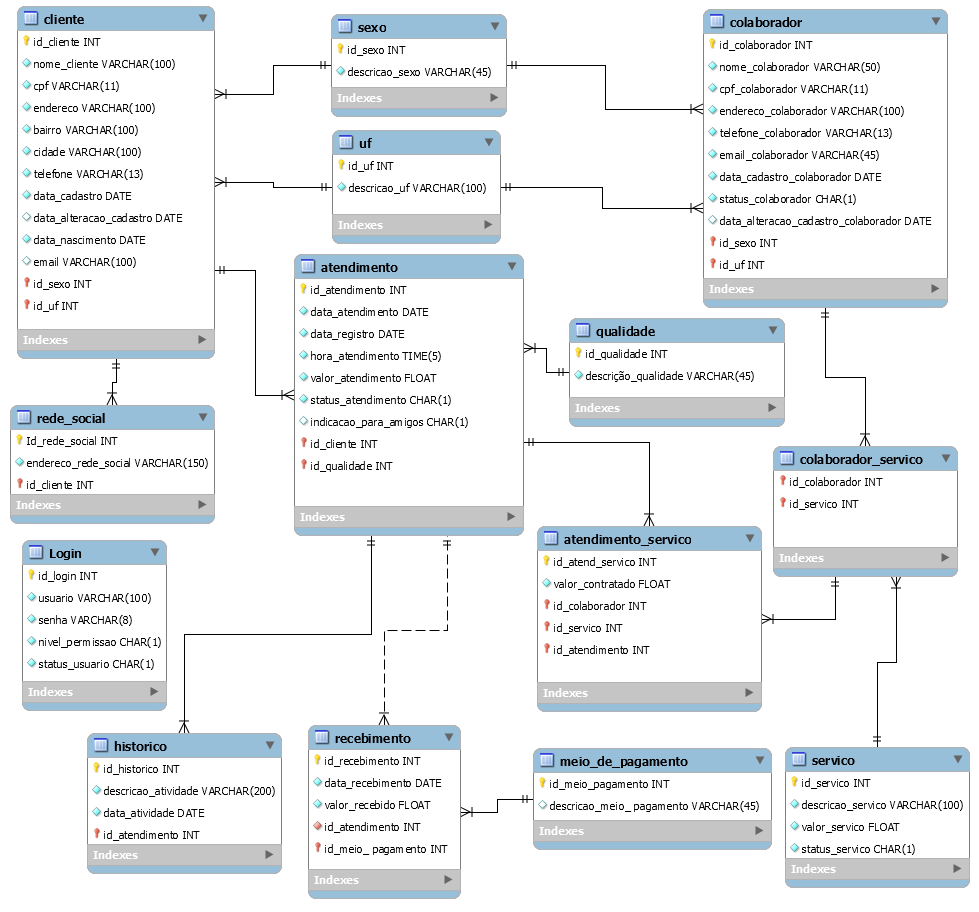 cliente
id_cliente INT
nome_cliente VARCHAR(100)
cpf VARCHAR(11)
endereco VARCHAR(100)
bairro VARCHAR(100)
cidade VARCHAR(100)
telefone VARCHAR(13)
data_cadastro DATE
data_alteracao_cadastro DATE
data_nascimento DATE
email VARCHAR(100)
id_sexo INT
id_uf INT
Indexes
sexo
id_sexo INT
descricao_sexo VARCHAR(45)
Indexes
colaborador
id_colaborador INT
nome_colaborador VARCHAR(50)
cpf_colaborador VARCHAR(11)
endereco_colaborador VARCHAR(100)
telefone_colaborador VARCHAR(13)
email_colaborador VARCHAR(45)
data_cadastro_colaborador DATE
status_colaborador CHAR(1)
data_alteracao_cadastro_colaborador DATE
id_sexo INT
id_uf INT
Indexes
uf
id_uf INT
descricao_uf VARCHAR(100)
Indexes
atendimento
id_atendimento INT
data_atendimento DATE
data_registro DATE
hora_atendimento TIME(5)
valor_atendimento FLOAT
status_atendimento CHAR(1)
indicacao_para_amigos CHAR(1)
id_cliente INT
id_qualidade INT
Indexes
qualidade
id_qualidade INT
descrição_qualidade VARCHAR(45)
Indexes
rede_social
Id_rede_social INT
endereco_rede_social VARCHAR(150)
id_cliente INT
Indexes
colaborador_servico
id_colaborador INT
id_servico INT
Indexes
Login
id_login INT
usuario VARCHAR(100)
senha VARCHAR(8)
nivel_permissao CHAR(1)
status_usuario CHAR(1)
Indexes
atendimento_servico
id_atend_servico INT
valor_contratado FLOAT
id_colaborador INT
id_servico INT
id_atendimento INT
Indexes
historico
id_historico INT
descricao_atividade VARCHAR(200)
data_atividade DATE
id_atendimento INT
Indexes
recebimento
id_recebimento INT
data_recebimento DATE
valor_recebido FLOAT
id_atendimento INT
id_meio_ pagamento INT
Indexes
meio_de_pagamento
id_meio_pagamento INT
descricao_meio_ pagamento VARCHAR(45)
Indexes
servico
id_servico INT
descricao_servico VARCHAR(100)
valor_servico FLOAT
status_servico CHAR(1)
Indexes